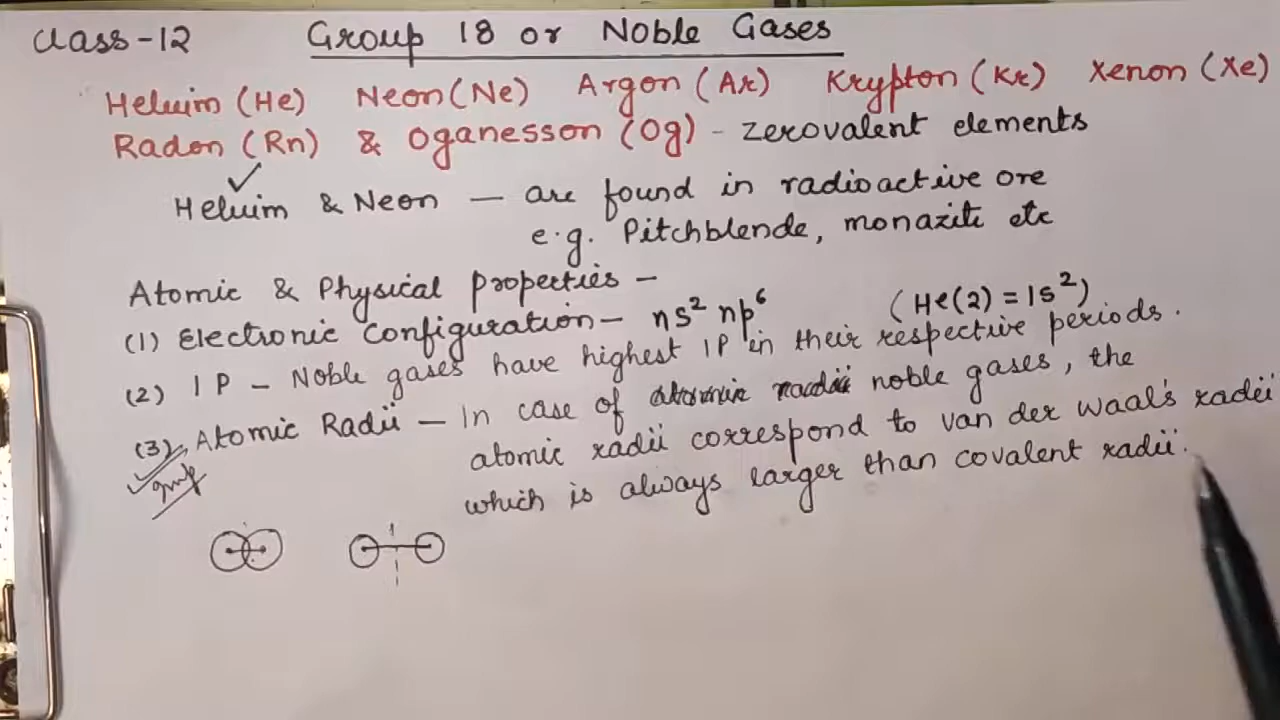 Class-12 Group 18 or Noble Gases
Heluim (He) Neon (Ne) Argon (Ar) Krypton (Kr) Xenon (Xe)
Radon (Rn) & Oganesson (Og) - zerovalent elements
Heluim & Neon — are found in radioactive ore
e.g. Pitchblende, monazite etc
Atomic & Physical properties -
(1) Electronic Configuration - ns² np⁶ (He(2) = 1s²)
(2) IP - Noble gases have highest IP in their respective periods.
(3) Atomic Radii - In case of noble gases, the
atomic radii correspond to van der waal's radii
Imp
which is always larger than covalent radii.